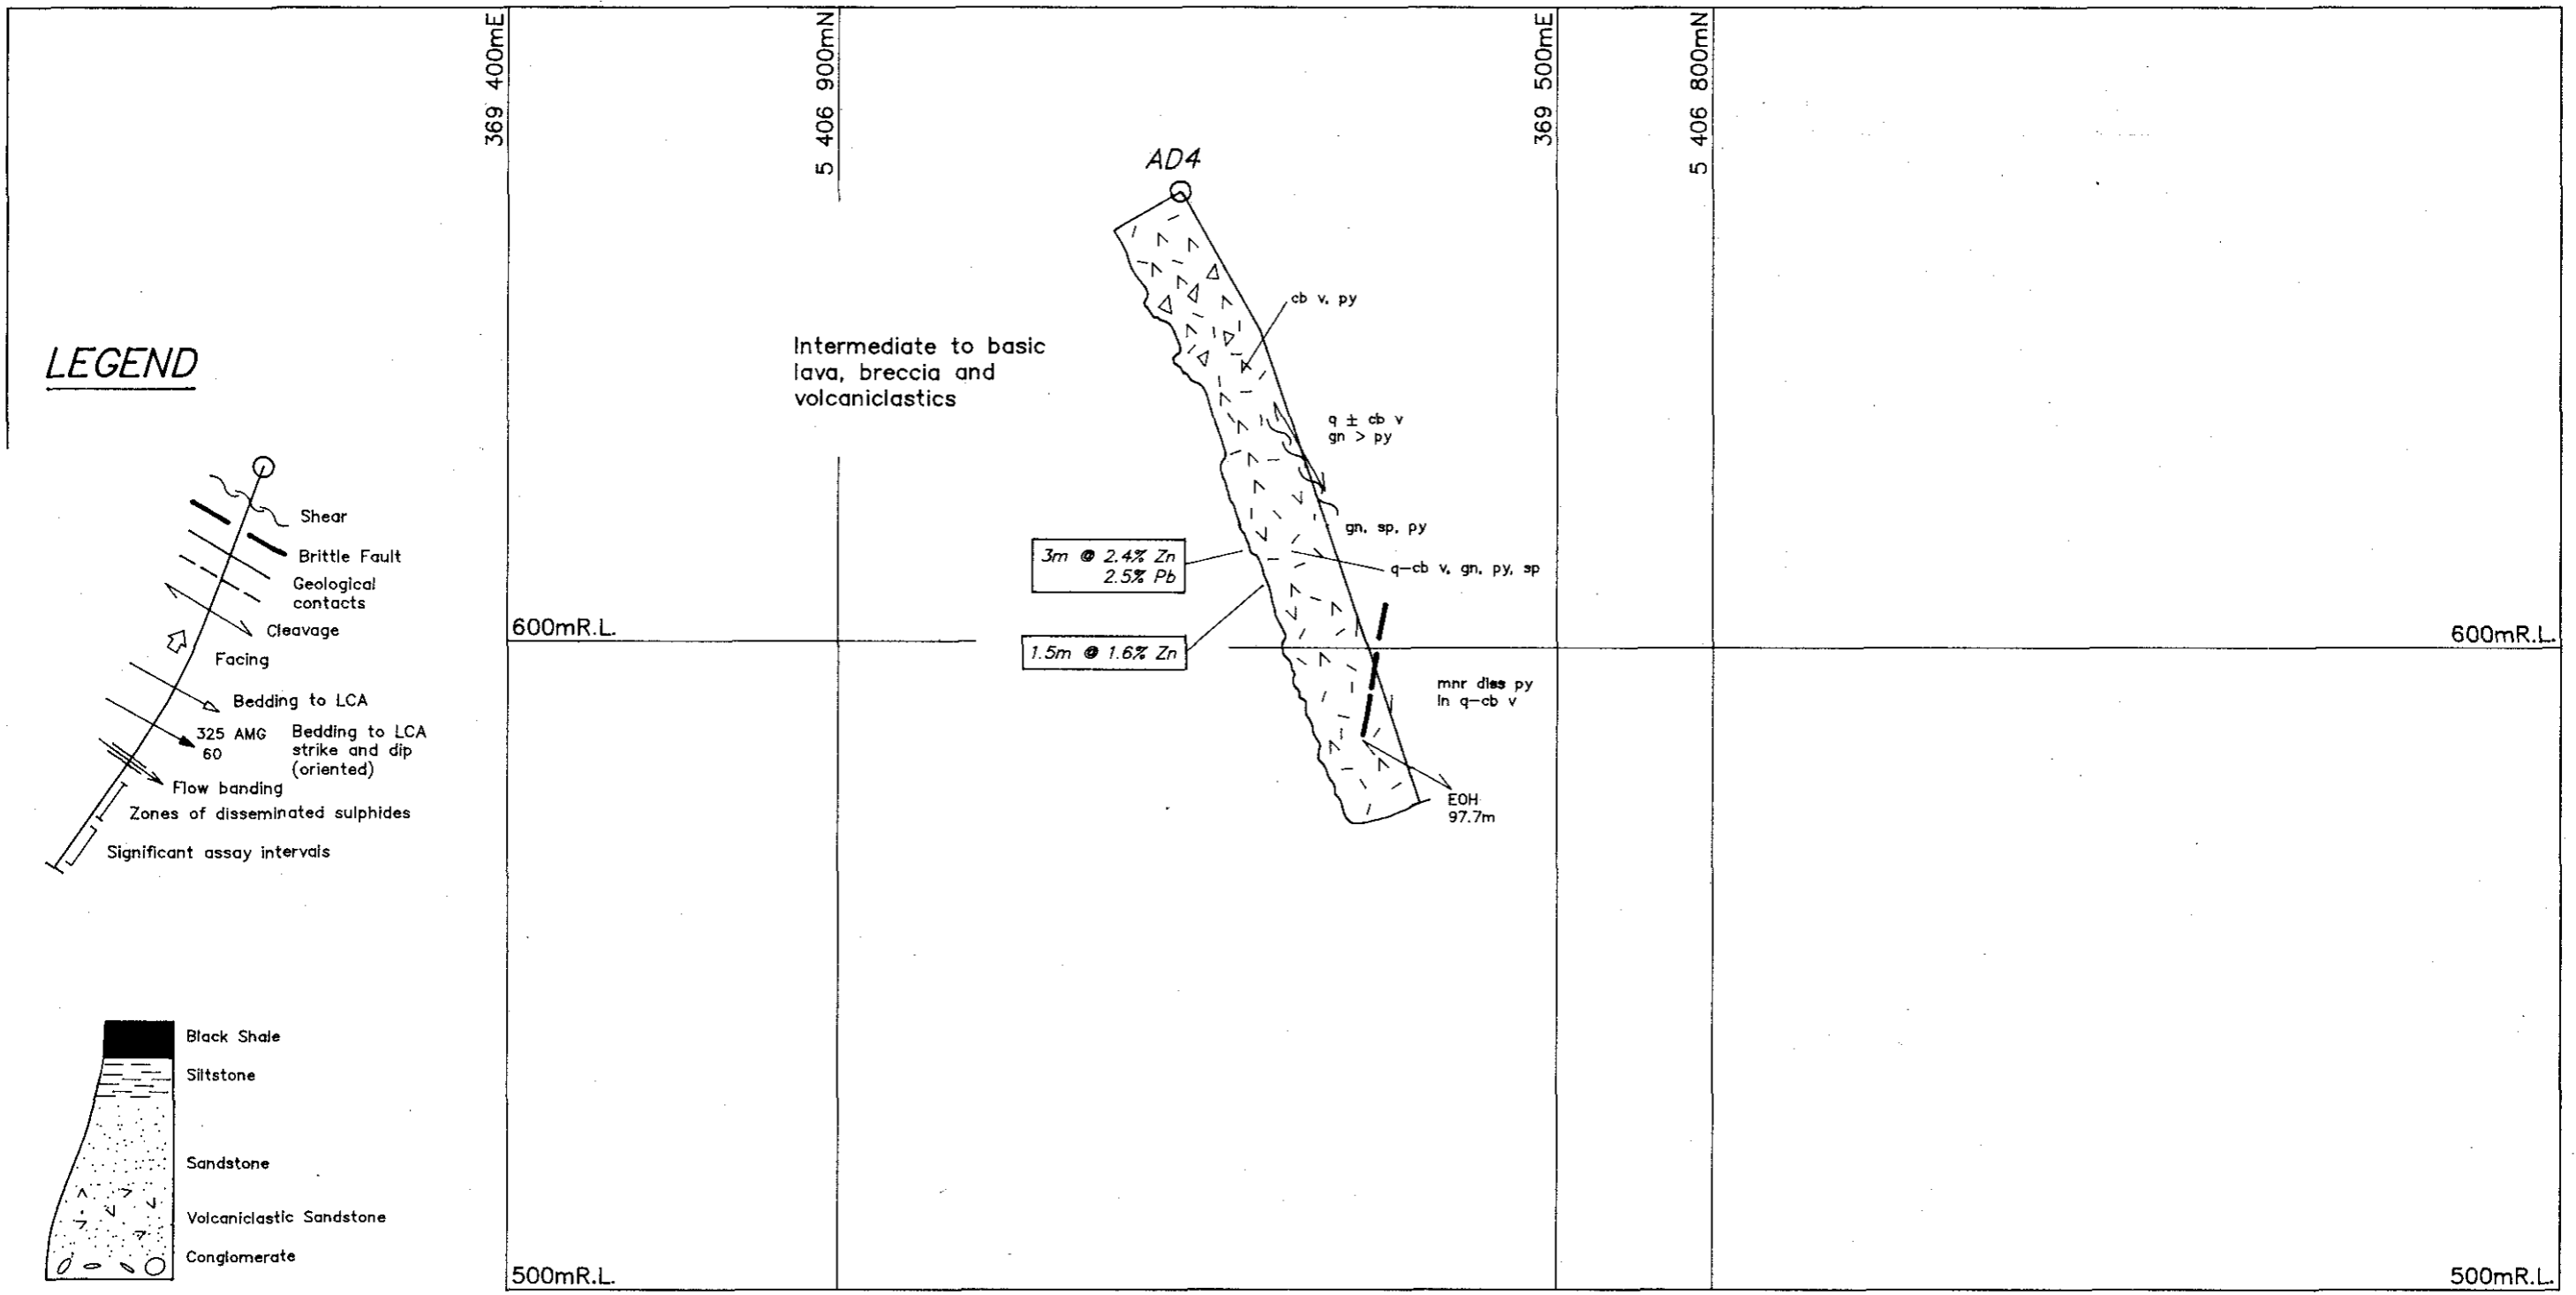 369 400mE
5 406 900mN
369 500mE
5 406 800mN
AD4
cb v, py
Intermediate to basic
lava, breccia and
volcaniclastics
q ± cb v
gn > py
gn, sp, py
3m @ 2.4% Zn
2.5% Pb
q-cb v, gn, py, sp
600mR.L.
600mR.L.
1.5m @ 1.6% Zn
mnr diss py
in q-cb v
EOH
97.7m
500mR.L.
500mR.L.
LEGEND
Shear
Brittle Fault
Geological
contacts
Cleavage
Facing
Bedding to LCA
325 AMG
60
Bedding to LCA
strike and dip
(oriented)
Flow banding
Zones of disseminated sulphides
Significant assay intervals
Black Shale
Siltstone
Sandstone
Volcaniclastic Sandstone
Conglomerate